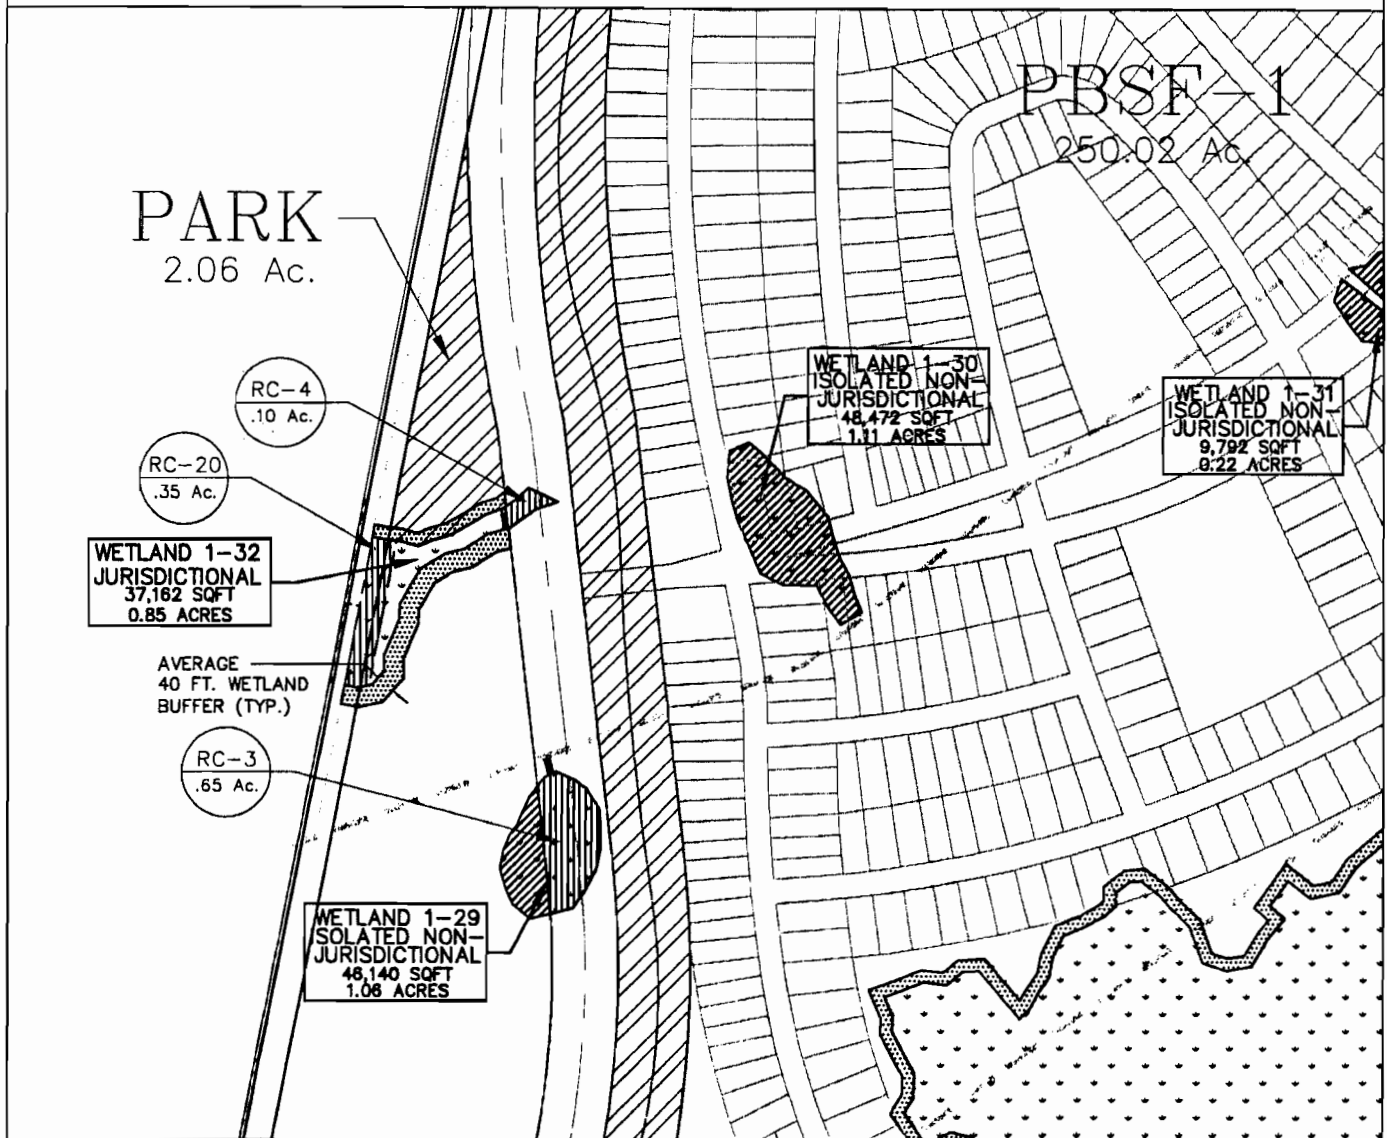 PBSF-1
250.02 Ac.
PARK
2.06 Ac.
RC-4
.10 Ac.
WETLAND 1-30
ISOLATED NON-
JURISDICTIONAL
48,472 SQFT
1.11 ACRES
WETLAND 1-31
ISOLATED NON-
JURISDICTIONAL
9,792 SQFT
0.22 ACRES
RC-20
.35 Ac.
WETLAND 1-32
JURISDICTIONAL
37,162 SQFT
0.85 ACRES
AVERAGE
40 FT. WETLAND
BUFFER (TYP.)
RC-3
.65 Ac.
WETLAND 1-29
ISOLATED NON-
JURISDICTIONAL
46,140 SQFT
1.06 ACRES